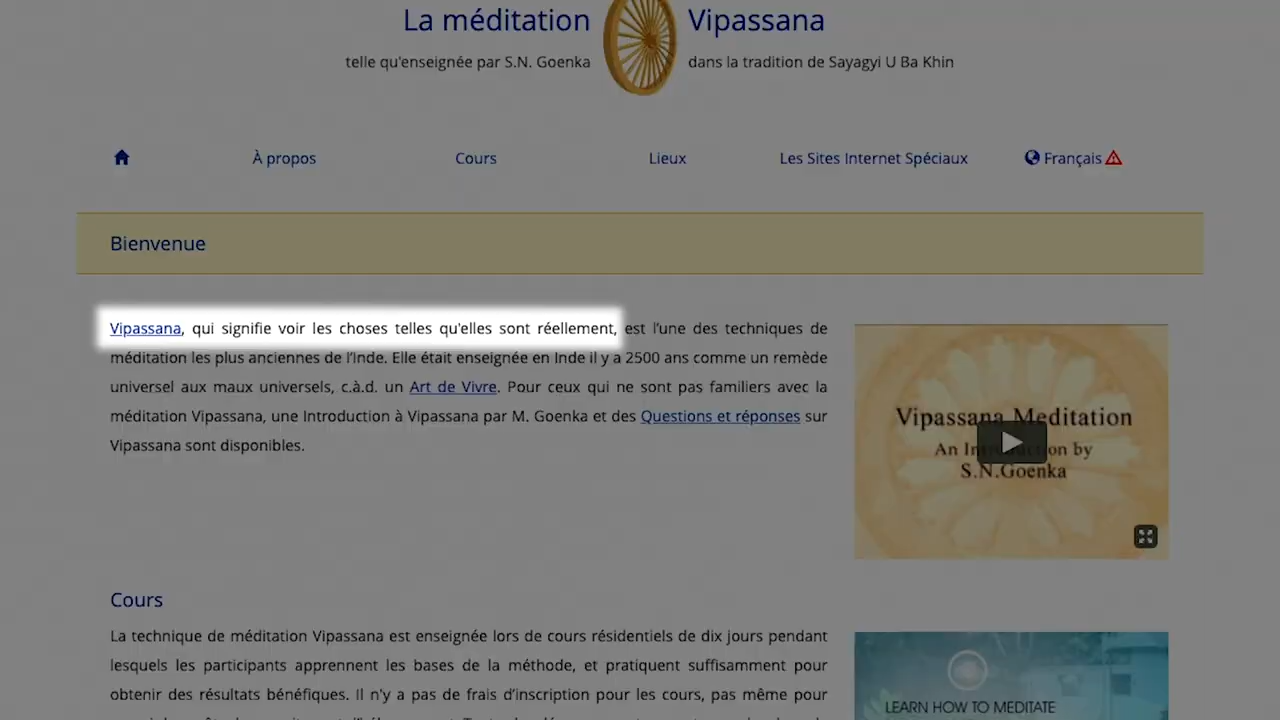 La méditation Vipassana
telle qu'enseignée par S.N. Goenka dans la tradition de Sayagyi U Ba Khin
À propos Cours Lieux Les Sites Internet Spéciaux Français
Bienvenue
Vipassana, qui signifie voir les choses telles qu'elles sont réellement, est l'une des techniques de
méditation les plus anciennes de l'Inde. Elle était enseignée en Inde il y a 2500 ans comme un remède
universel aux maux universels, c.à.d. un Art de Vivre. Pour ceux qui ne sont pas familiers avec la
méditation Vipassana, une Introduction à Vipassana par M. Goenka et des Questions et réponses sur
Vipassana sont disponibles.
Vipassana Meditation
An Introduction by
S.N.Goenka
Cours
La technique de méditation Vipassana est enseignée lors de cours résidentiels de dix jours pendant
lesquels les participants apprennent les bases de la méthode, et pratiquent suffisamment pour
obtenir des résultats bénéfiques. Il n'y a pas de frais d'inscription pour les cours, pas même pour
LEARN HOW TO MEDITATE